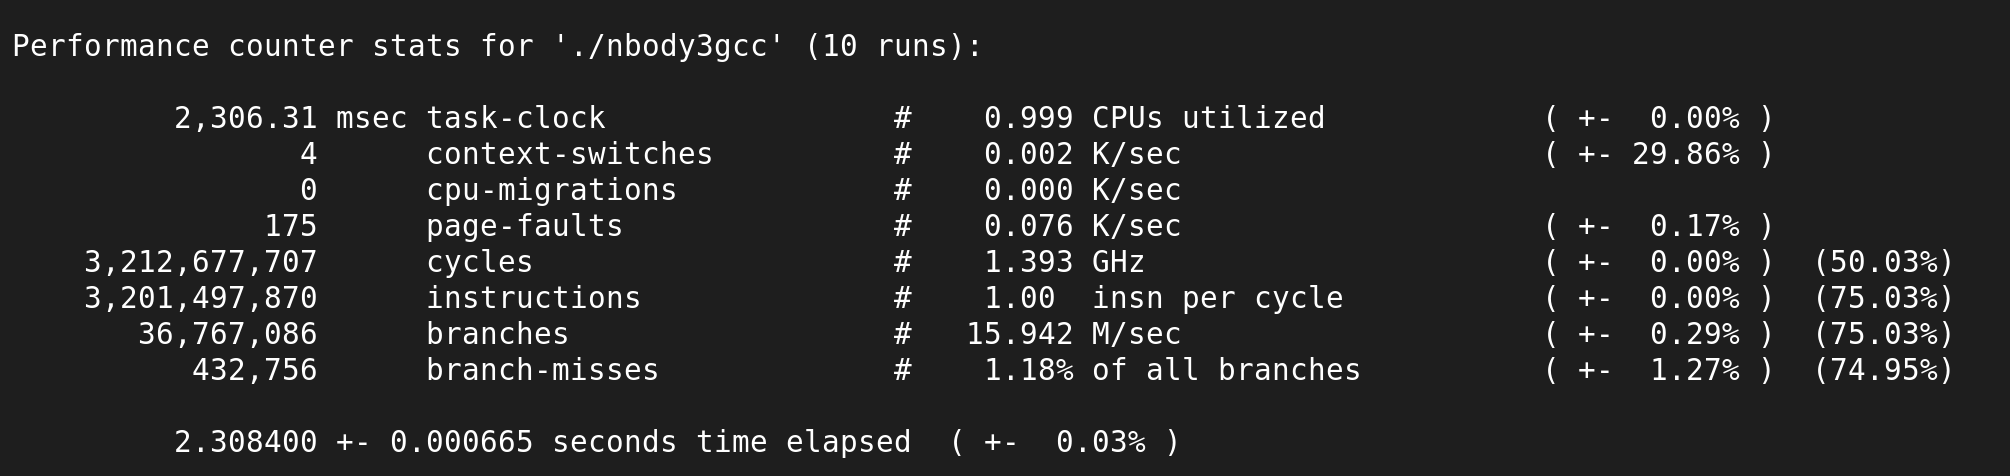 Performance counter stats for './nbody3gcc' (10 runs):
2,306.31 msec task-clock # 0.999 CPUs utilized ( +- 0.00% )
4 context-switches # 0.002 K/sec ( +- 29.86% )
0 cpu-migrations # 0.000 K/sec
175 page-faults # 0.076 K/sec ( +- 0.17% )
3,212,677,707 cycles # 1.393 GHz ( +- 0.00% ) (50.03%)
3,201,497,870 instructions # 1.00 insn per cycle ( +- 0.00% ) (75.03%)
36,767,086 branches # 15.942 M/sec ( +- 0.29% ) (75.03%)
432,756 branch-misses # 1.18% of all branches ( +- 1.27% ) (74.95%)
2.308400 +- 0.000665 seconds time elapsed ( +- 0.03% )